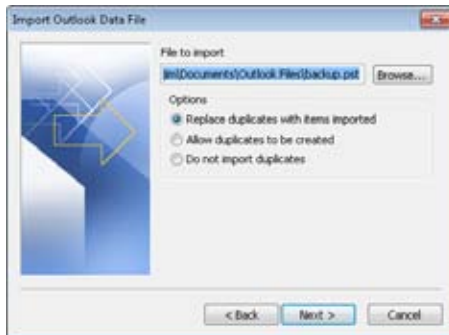 Import Outlook Data File
File to import
jim\Documents\Outlook Files\backup.pst
Browse...
Options
Replace duplicates with items imported
Allow duplicates to be created
Do not import duplicates
< Back
Next >
Cancel